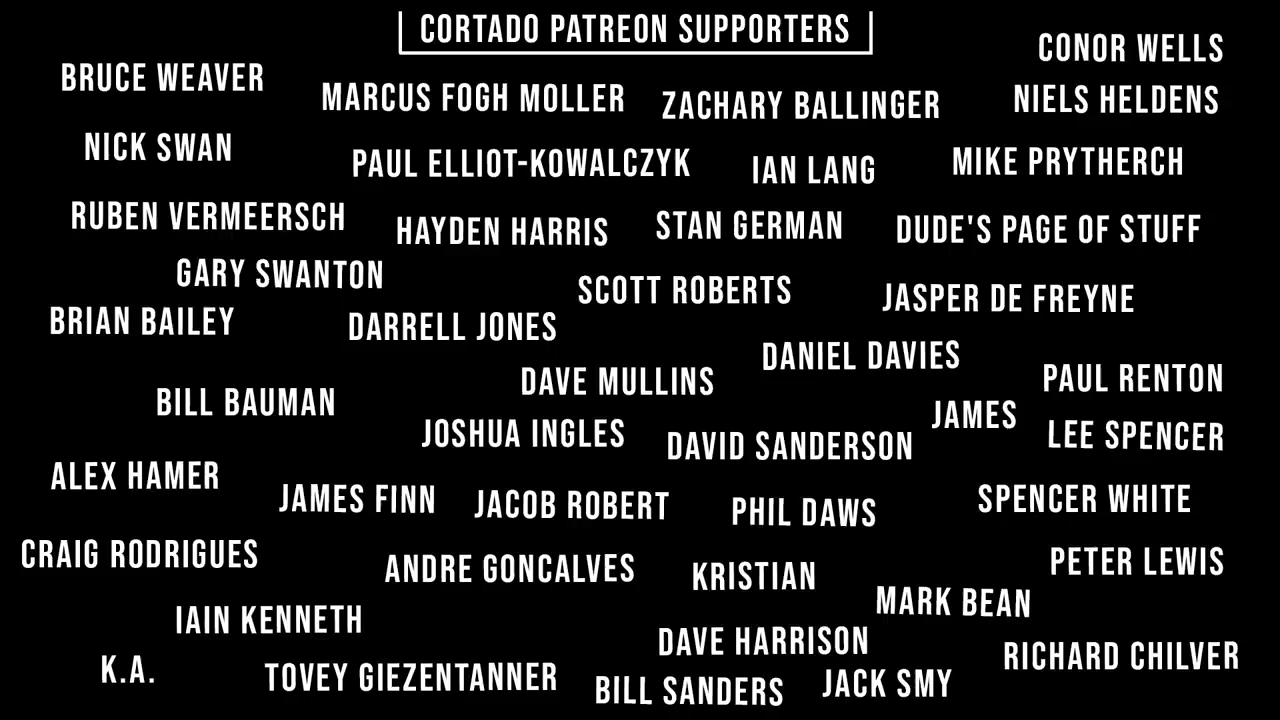 CORTADO PATREON SUPPORTERS
CONOR WELLS
BRUCE WEAVER
MARCUS FOGH MOLLER
ZACHARY BALLINGER
NIELS HELDENS
NICK SWAN
PAUL ELLIOT-KOWALCZYK
IAN LANG
MIKE PRYTHERCH
RUBEN VERMEERSCH
HAYDEN HARRIS
STAN GERMAN
DUDE'S PAGE OF STUFF
GARY SWANTON
SCOTT ROBERTS
JASPER DE FREYNE
BRIAN BAILEY
DARRELL JONES
DANIEL DAVIES
DAVE MULLINS
PAUL RENTON
BILL BAUMAN
JAMES
JOSHUA INGLES
DAVID SANDERSON
LEE SPENCER
ALEX HAMER
JAMES FINN
JACOB ROBERT
PHIL DAWS
SPENCER WHITE
CRAIG RODRIGUES
ANDRE GONCALVES
KRISTIAN
PETER LEWIS
MARK BEAN
IAIN KENNETH
DAVE HARRISON
RICHARD CHILVER
K.A.
TOVEY GIEZENTANNER
BILL SANDERS
JACK SMY